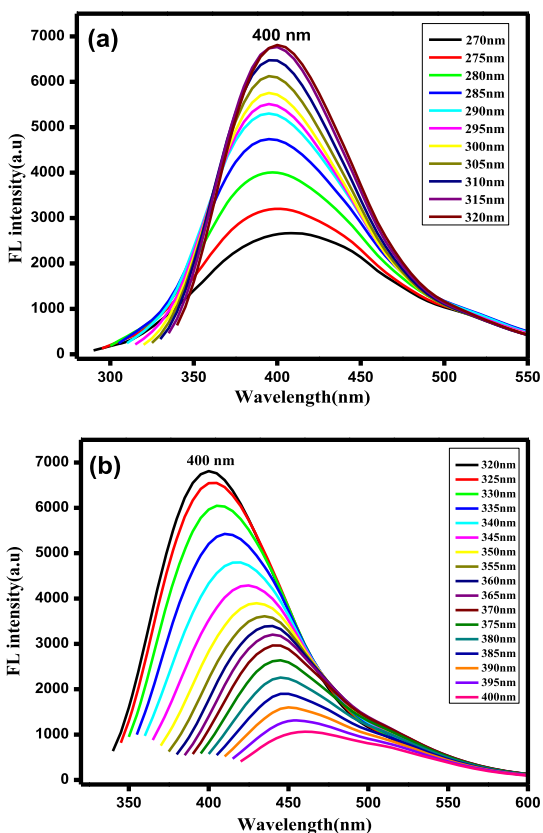 (a)
400 nm
7000
6000
5000
4000
3000
2000
1000
0
FL intensity(a.u)
270nm
275nm
280nm
285nm
290nm
295nm
300nm
305nm
310nm
315nm
320nm
300 350 400 450 500 550
Wavelength(nm)
(b)
400 nm
7000
6000
5000
4000
3000
2000
1000
0
FL intensity(a.u)
320nm
325nm
330nm
335nm
340nm
345nm
350nm
355nm
360nm
365nm
370nm
375nm
380nm
385nm
390nm
395nm
400nm
350 400 450 500 550 600
Wavelength(nm)